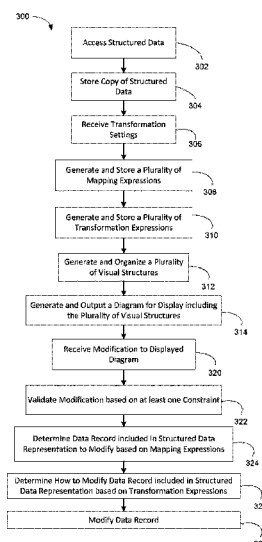 300
Access Structured Data
302
Store Copy of Structured
Data
304
Receive Transformation
Settings
306
Generate and Store a Plurality of
Mapping Expressions
308
Generate and Store a Plurality of
Transformation Expressions
310
Generate and Organize a Plurality
of Visual Structures
312
Generate and Output a Diagram for Display including
the Plurality of Visual Structures
314
Receive Modification to Displayed
Diagram
320
Validate Modification based on at least one Constraint
322
Determine Data Record included in Structured Data
Representation to Modify based on Mapping Expressions
324
Determine How to Modify Data Record included in Structured
Data Representation based on Transformation Expressions
Modify Data Record